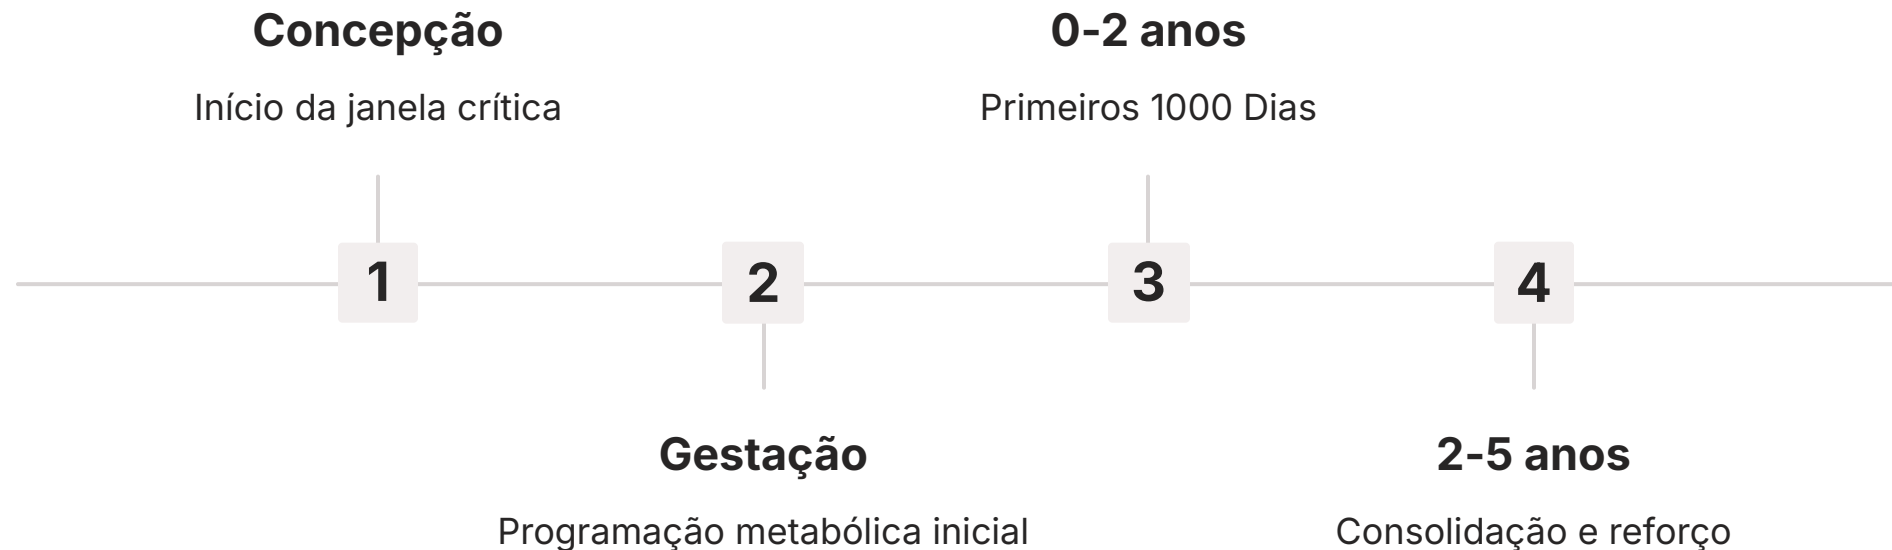 Concepção
Início da janela crítica
1
2
Gestação
Programação metabólica inicial
0-2 anos
Primeiros 1000 Dias
3
4
2-5 anos
Consolidação e reforço